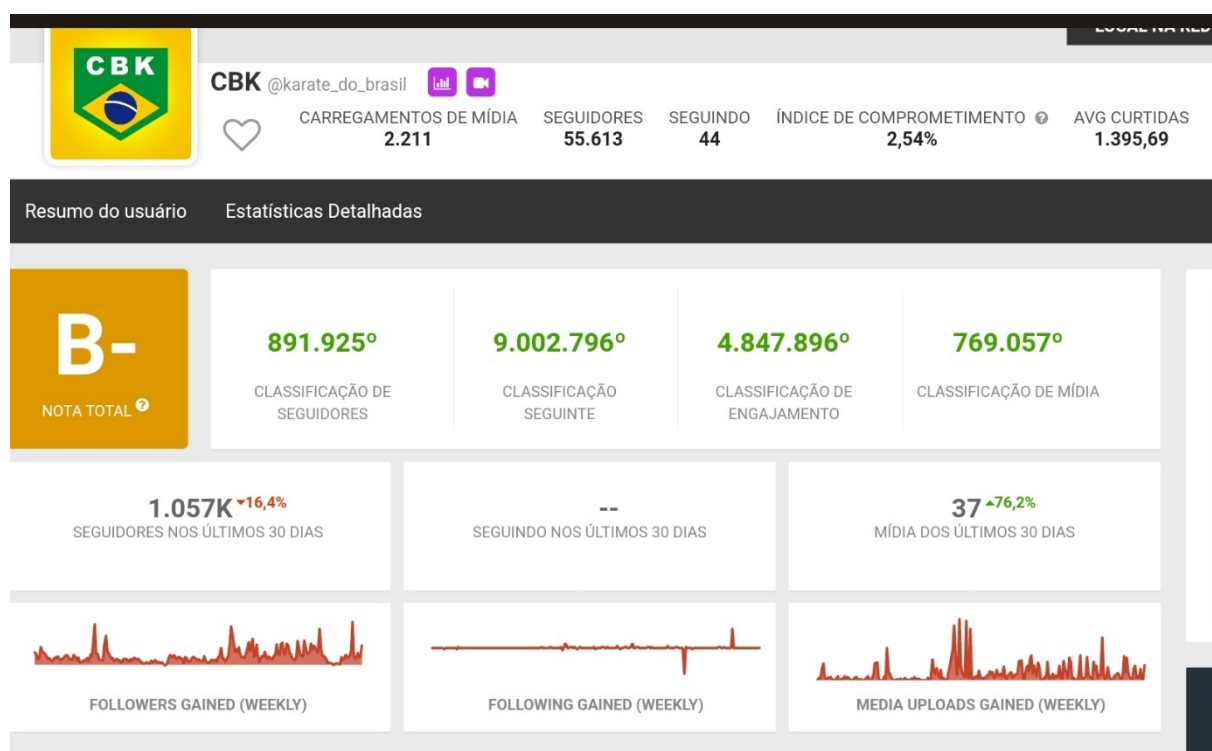 CBK
CBK @karate_do_brasil
CARREGAMENTOS DE MÍDIA
2.211
SEGUIDORES
55.613
SEGUINDO
44
ÍNDICE DE COMPROMETIMENTO ?
2,54%
AVG CURTIDAS
1.395,69
Resumo do usuário
Estatísticas Detalhadas
B-
NOTA TOTAL ?
891.925º
CLASSIFICAÇÃO DE
SEGUIDORES
9.002.796º
CLASSIFICAÇÃO
SEGUINTE
4.847.896º
CLASSIFICAÇÃO DE
ENGAJAMENTO
769.057º
CLASSIFICAÇÃO DE MÍDIA
1.057K 16,4%
SEGUIDORES NOS ÚLTIMOS 30 DIAS
--
SEGUINDO NOS ÚLTIMOS 30 DIAS
37 76,2%
MÍDIA DOS ÚLTIMOS 30 DIAS
FOLLOWERS GAINED (WEEKLY)
FOLLOWING GAINED (WEEKLY)
MEDIA UPLOADS GAINED (WEEKLY)